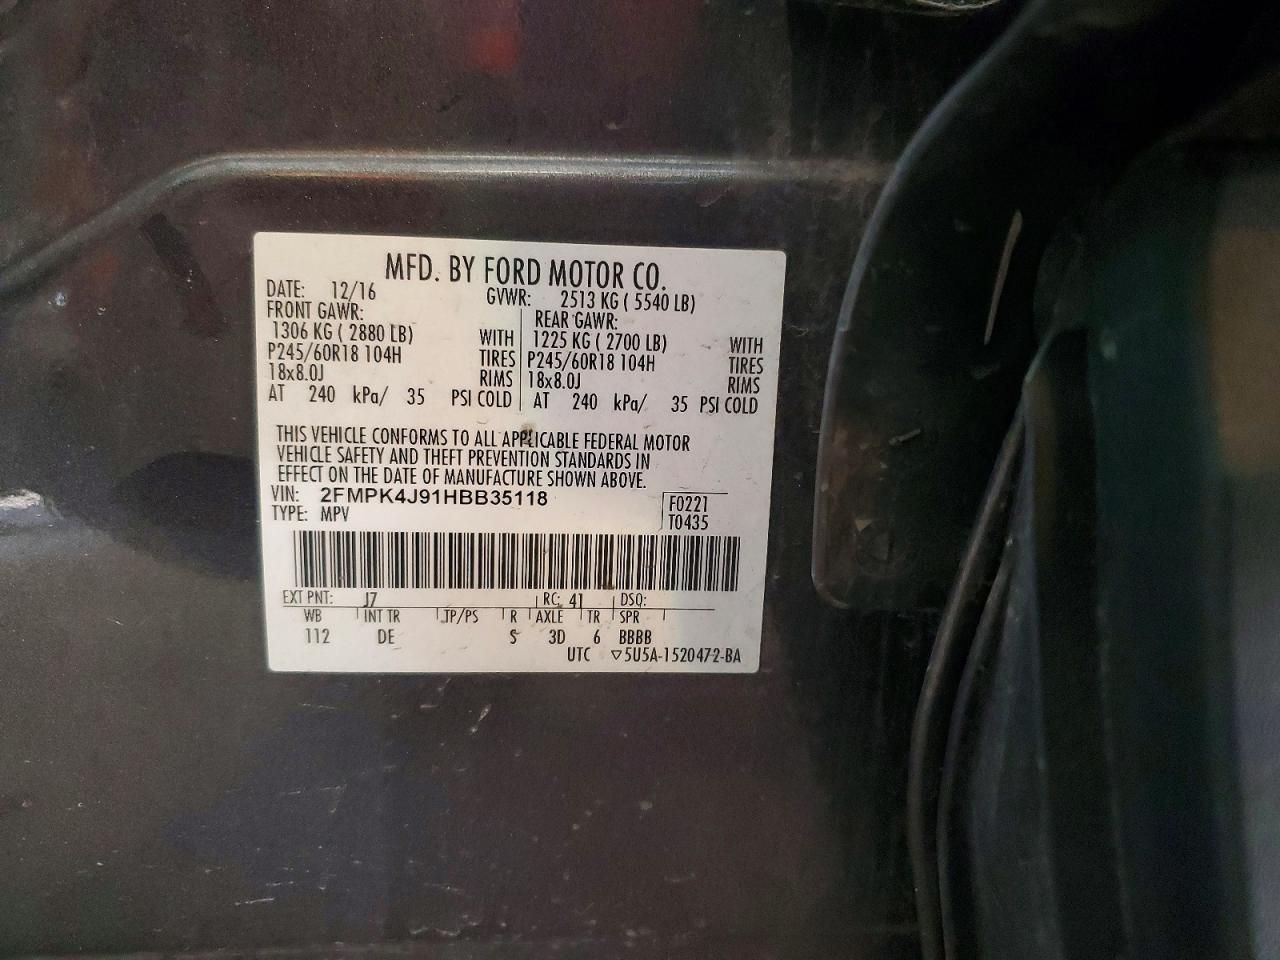 MFD. BY FORD MOTOR CO.
DATE: 12/16 GVWR: 2513 KG ( 5540 LB)
FRONT GAWR: REAR GAWR:
1306 KG ( 2880 LB) WITH 1225 KG ( 2700 LB) WITH
P245/60R18 104H TIRES P245/60R18 104H TIRES
18x8.0J RIMS 18x8.0J RIMS
AT 240 kPa/ 35 PSI COLD AT 240 kPa/ 35 PSI COLD
THIS VEHICLE CONFORMS TO ALL APPLICABLE FEDERAL MOTOR
VEHICLE SAFETY AND THEFT PREVENTION STANDARDS IN
EFFECT ON THE DATE OF MANUFACTURE SHOWN ABOVE.
VIN: 2FMPK4J91HBB35118 F0221
TYPE: MPV T0435
EXT PNT: J7 RC: 41 DSO:
WB INT TR TP/PS R AXLE TR SPR
112 DE S 3D 6 BBBB
UTC ▽5U5A-1520472-BA